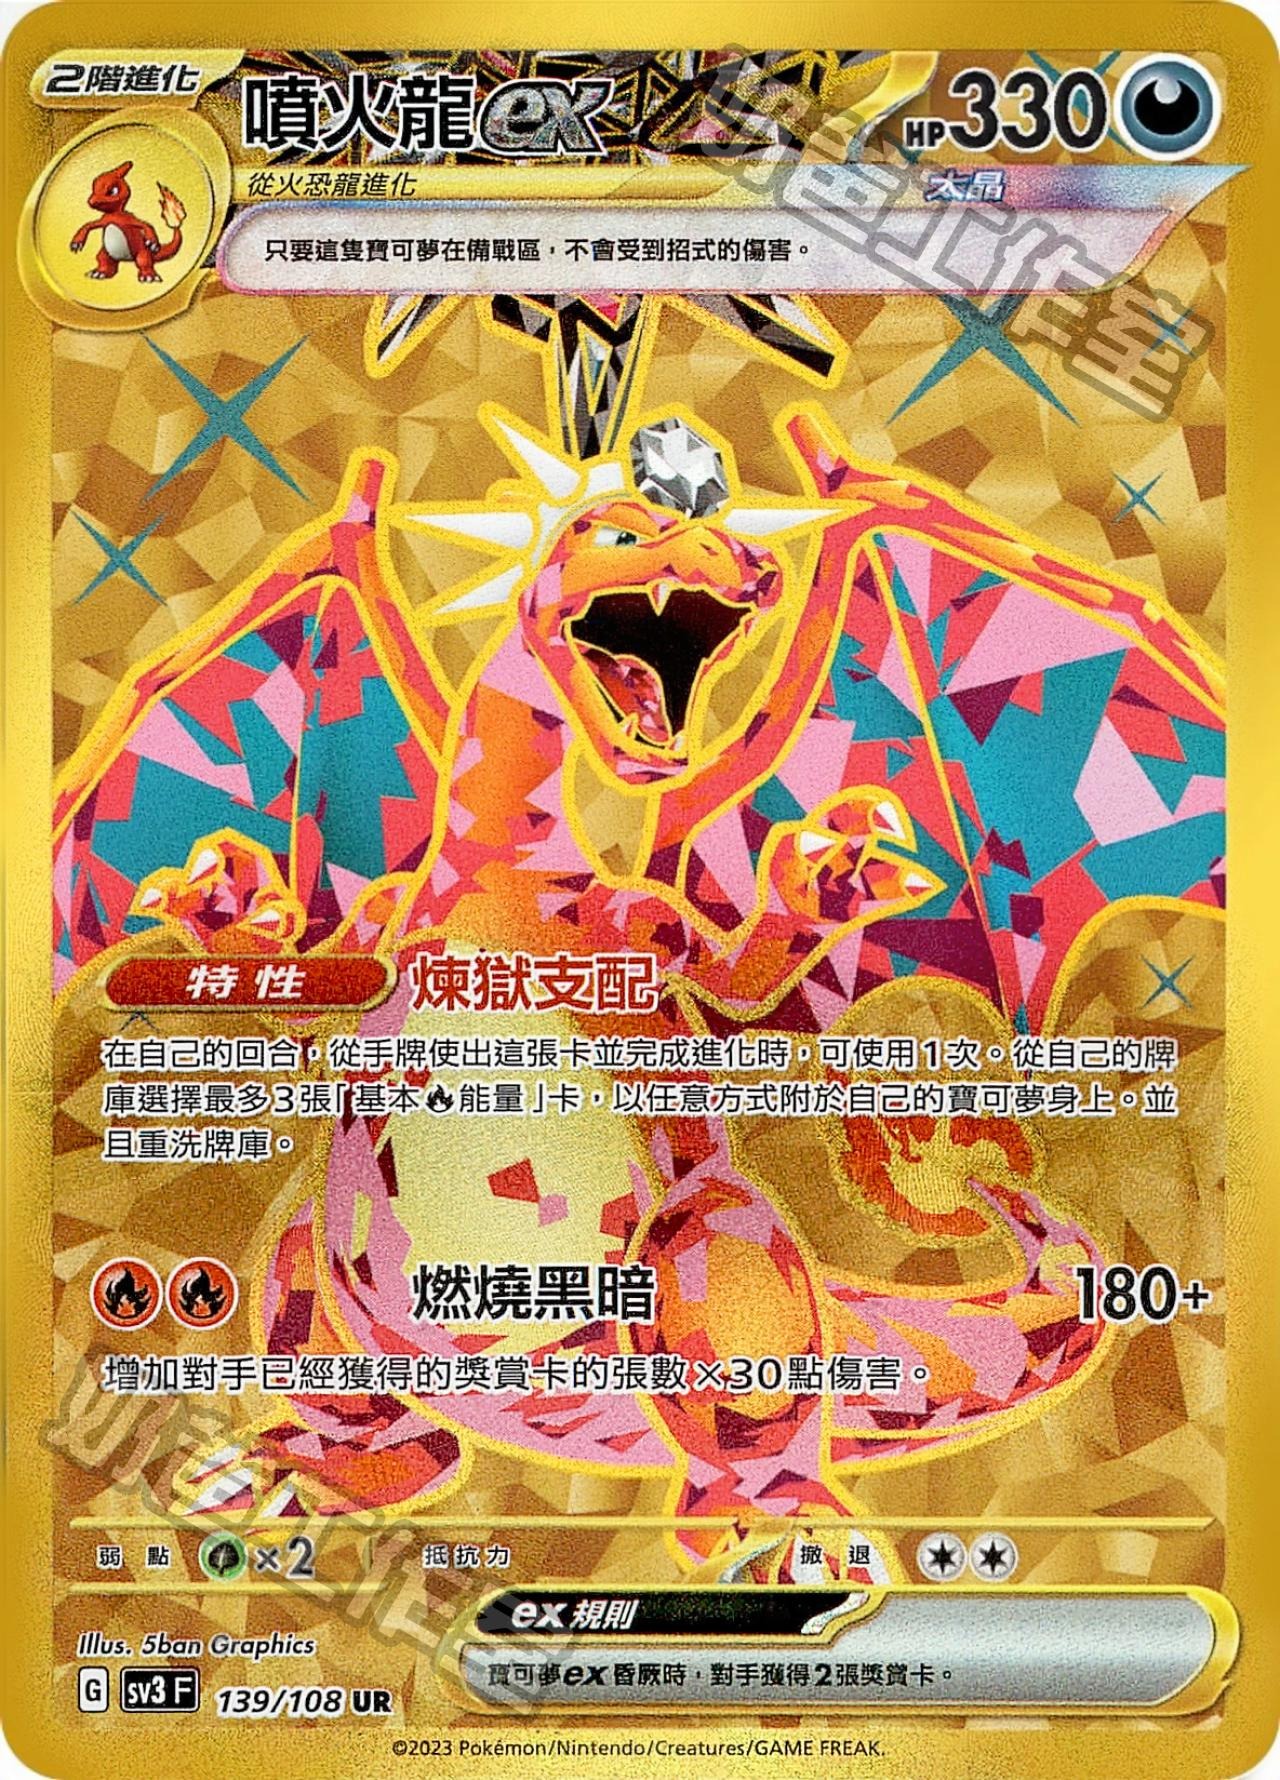 2階進化
噴火龍ex
HP330
從火恐龍進化
太晶
只要這隻寶可夢在備戰區，不會受到招式的傷害。
特性 煉獄支配
在自己的回合，從手牌使出這張卡並完成進化時，可使用1次。從自己的牌
庫選擇最多3張「基本能量」卡，以任意方式附於自己的寶可夢身上。並
且重洗牌庫。
燃燒黑暗 180+
增加對手已經獲得的獎賞卡的張數×30點傷害。
弱點 ×2 抵抗力 撤退
ex規則
寶可夢ex昏厥時，對手獲得2張獎賞卡。
Illus. 5ban Graphics
G SV3 F 139/108 UR
©2023 Pokémon/Nintendo/Creatures/GAME FREAK.
工作室
工作室